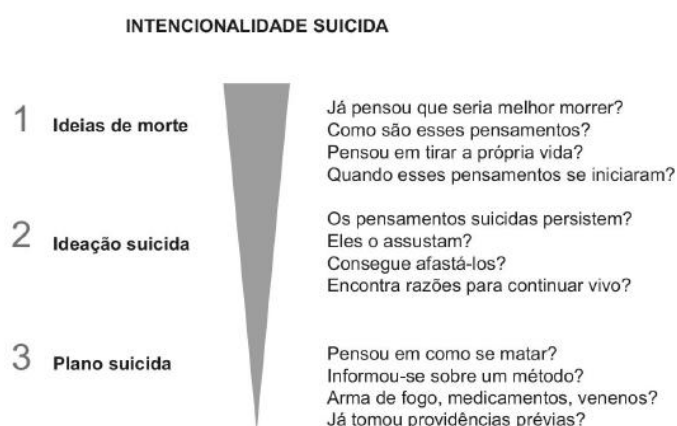 INTENCIONALIDADE SUICIDA
1 Ideias de morte
Já pensou que seria melhor morrer?
Como são esses pensamentos?
Pensou em tirar a própria vida?
Quando esses pensamentos se iniciaram?
2 Ideação suicida
Os pensamentos suicidas persistem?
Eles o assustam?
Consegue afastá-los?
Encontra razões para continuar vivo?
3 Plano suicida
Pensou em como se matar?
Informou-se sobre um método?
Arma de fogo, medicamentos, venenos?
Já tomou providências prévias?